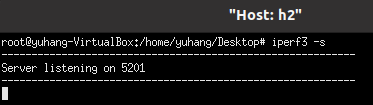 "Host: h2"
root@yuhang-VirtualBox:/home/yuhang/Desktop# iperf3 -s
-----------------------------------------------------------
Server listening on 5201
-----------------------------------------------------------